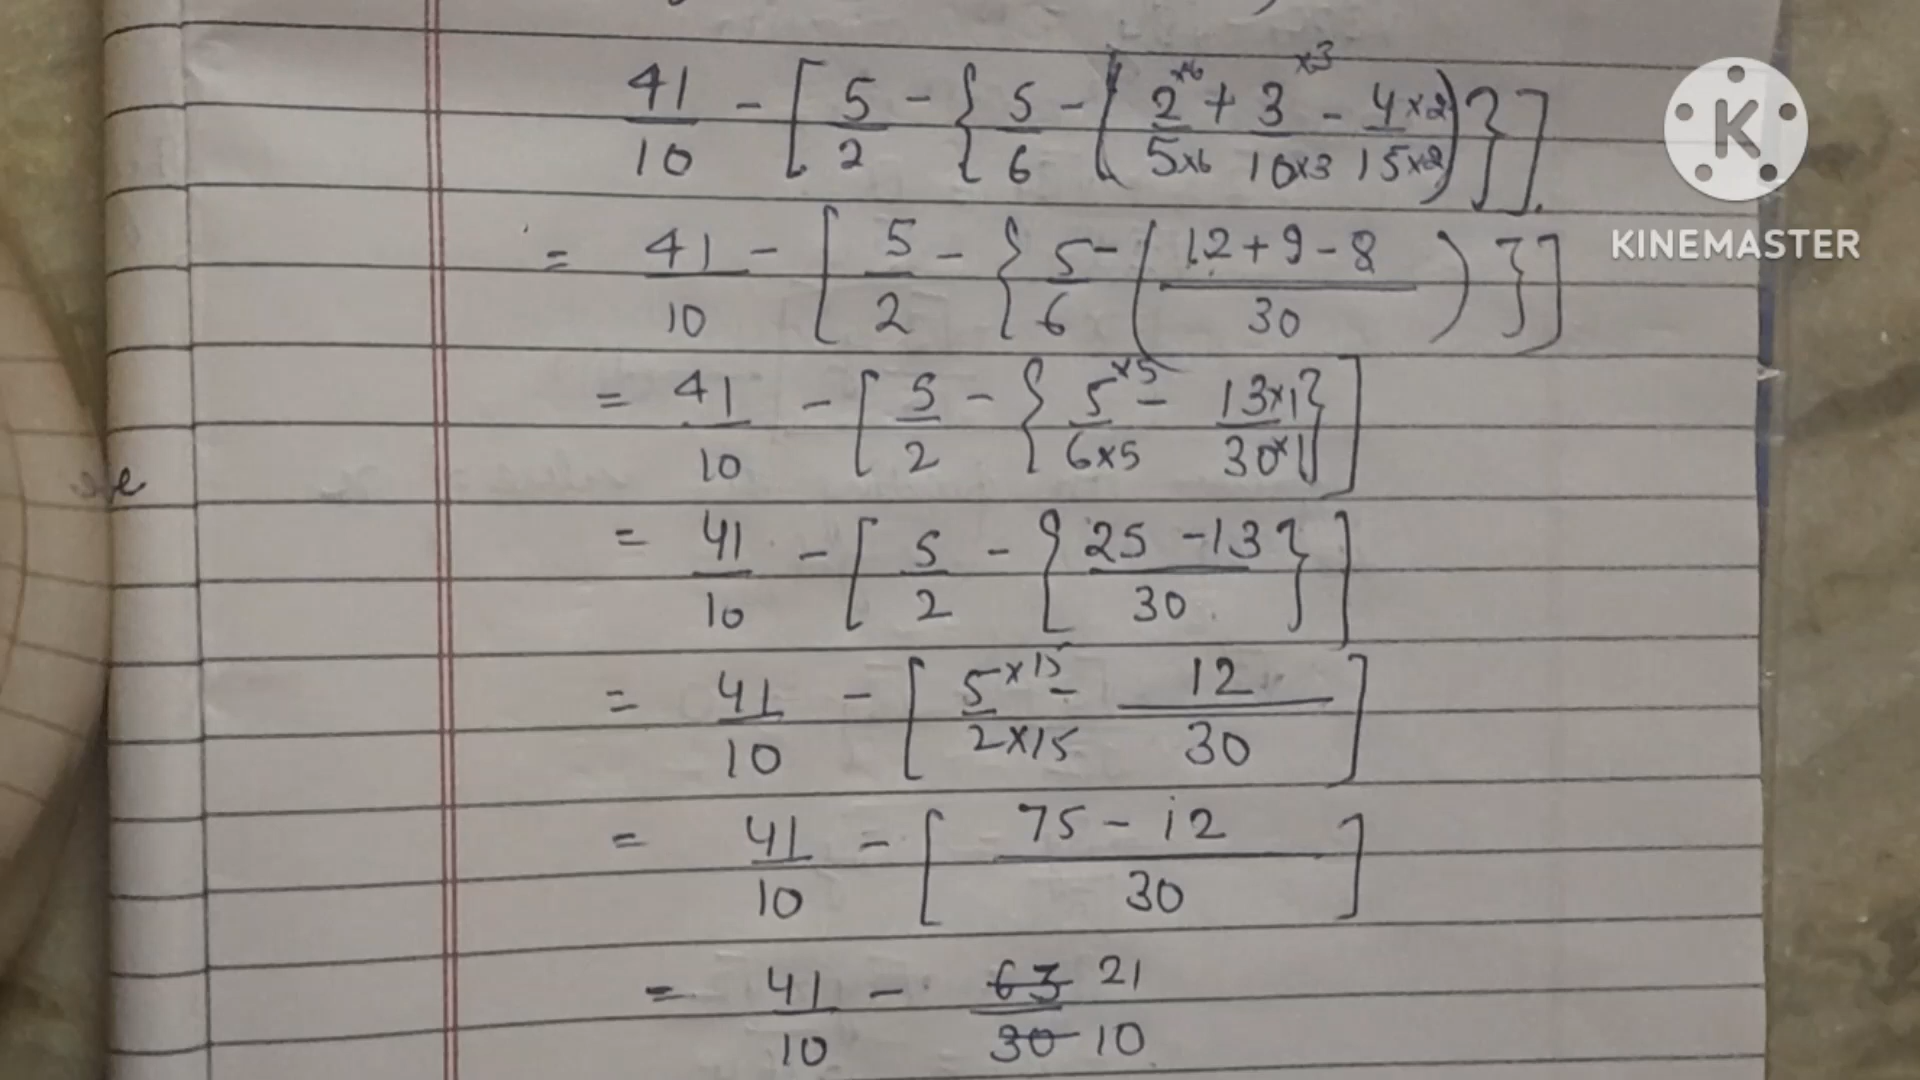 41/10 - [5/2 - {5/6 - (2×6/5×6 + 3×3/10×3 - 4×2/15×2)}]
= 41/10 - [5/2 - {5/6 - (12+9-8/30)}]
= 41/10 - [5/2 - {5×5/6×5 - 13×1/30×1}]
= 41/10 - [5/2 - {25-13/30}]
= 41/10 - [5×15/2×15 - 12/30]
= 41/10 - [75-12/30]
= 41/10 - 63 21/30 10
K
KINEMASTER